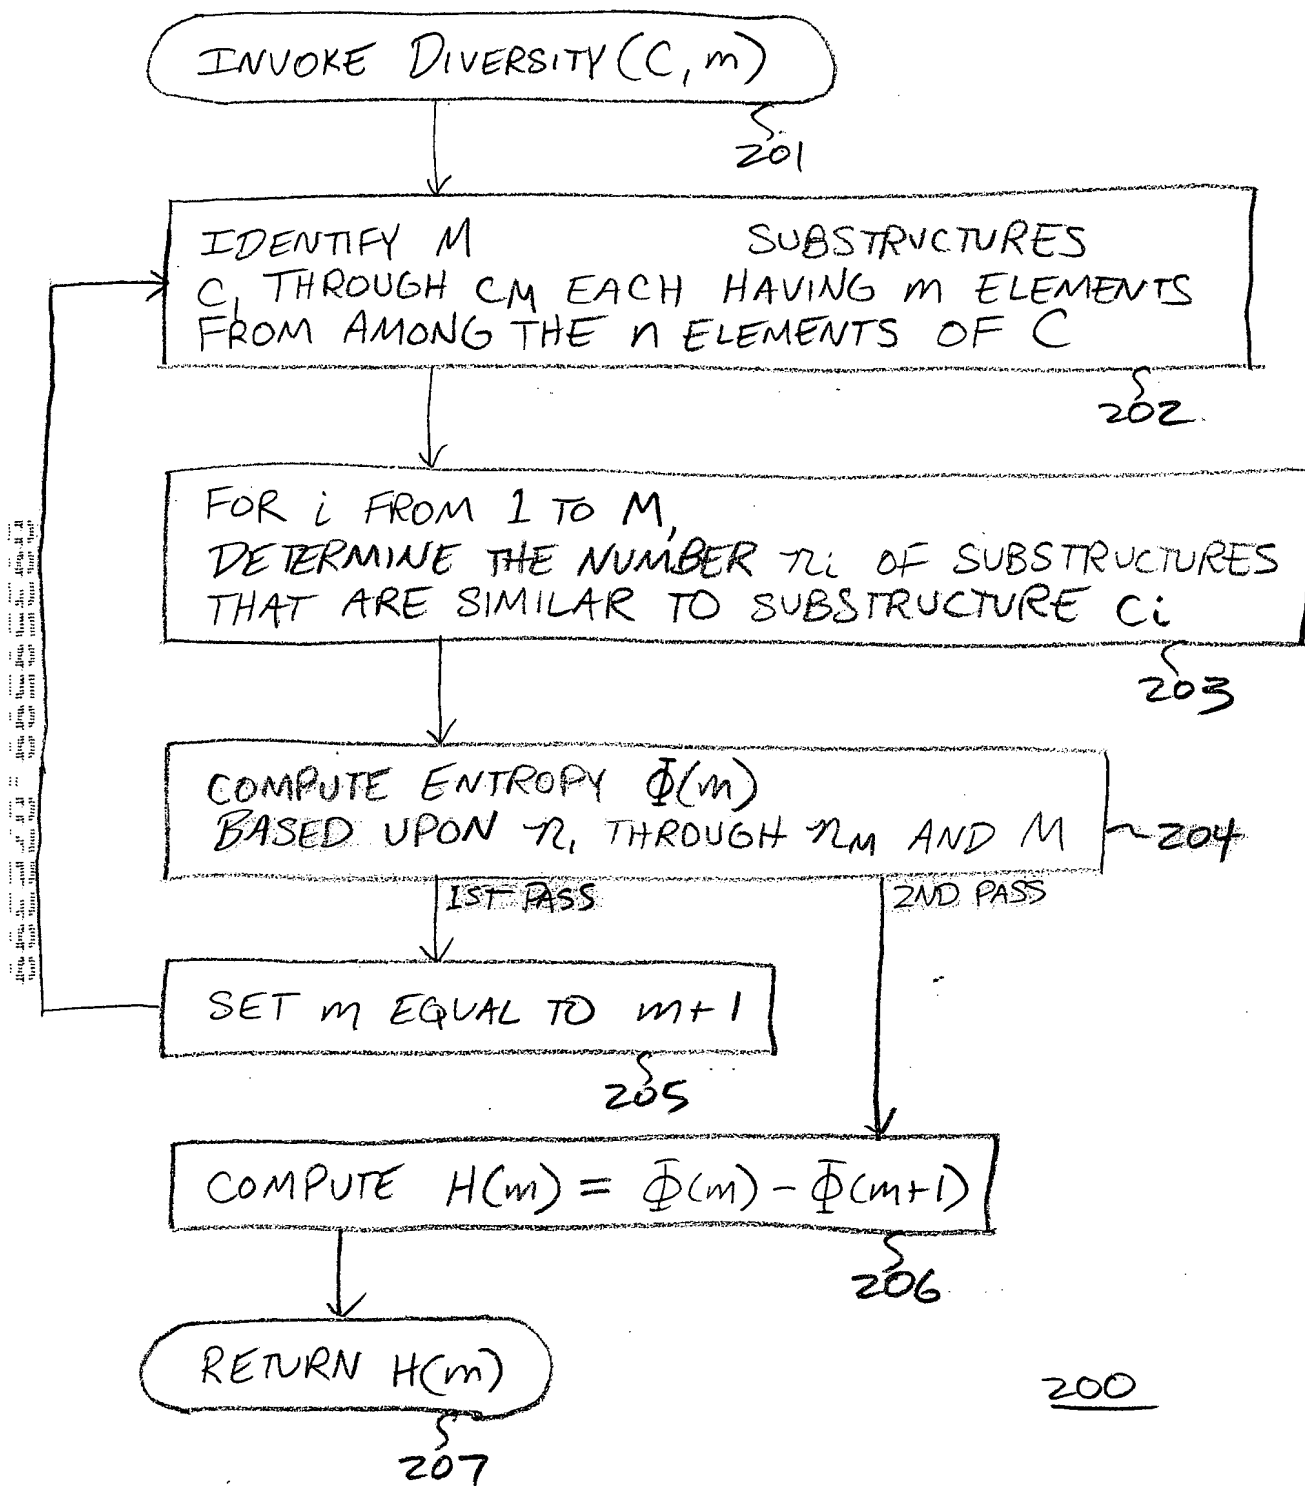 INVOKE DIVERSITY (C, m)
201
IDENTIFY M SUBSTRUCTURES
C1 THROUGH CM EACH HAVING m ELEMENTS
FROM AMONG THE n ELEMENTS OF C
202
FOR i FROM 1 TO M,
DETERMINE THE NUMBER ni OF SUBSTRUCTURES
THAT ARE SIMILAR TO SUBSTRUCTURE Ci
203
COMPUTE ENTROPY Φ(m)
BASED UPON n1 THROUGH nM AND M
204
1ST PASS
2ND PASS
SET m EQUAL TO m+1
205
COMPUTE H(m) = Φ(m) - Φ(m+1)
206
RETURN H(m)
207
200